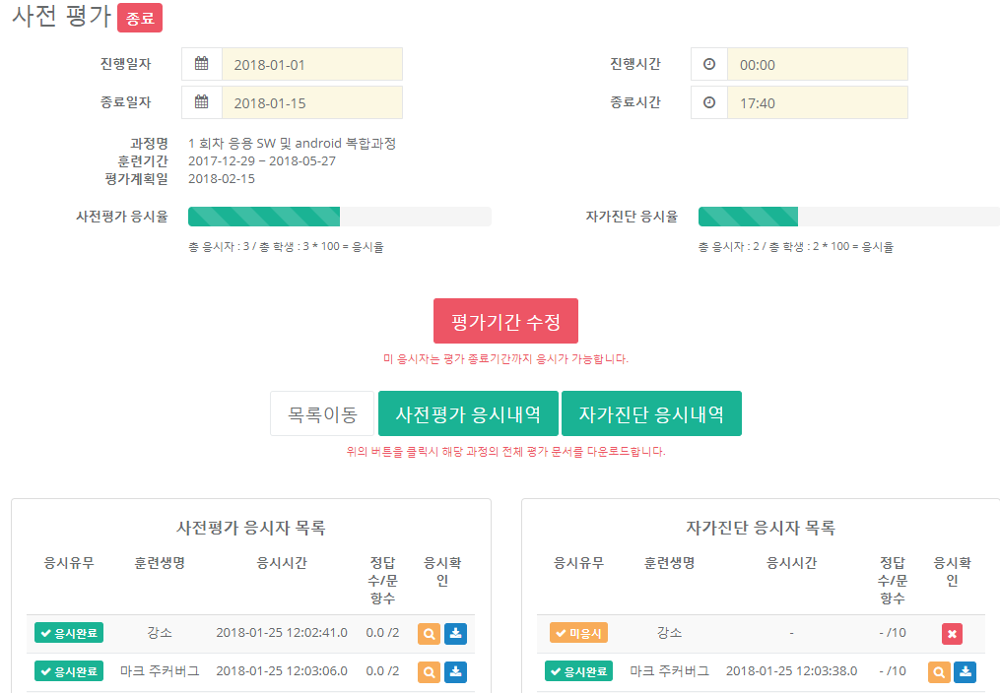 사전 평가 종료
진행일자 2018-01-01 진행시간 00:00
종료일자 2018-01-15 종료시간 17:40
과정명 1 회차 응용 SW 및 android 복합과정
훈련기간 2017-12-29 ~ 2018-05-27
평가계획일 2018-02-15
사전평가 응시율 자가진단 응시율
총 응시자 : 3 / 총 학생 : 3 * 100 = 응시율 총 응시자 : 2 / 총 학생 : 2 * 100 = 응시율
평가기간 수정
미 응시자는 평가 종료기간까지 응시가 가능합니다.
목록이동 사전평가 응시내역 자가진단 응시내역
위의 버튼을 클릭시 해당 과정의 전체 평가 문서를 다운로드합니다.
사전평가 응시자 목록
응시유무 훈련생명 응시시간 정답수/문항수 응시확인
응시완료 강소 2018-01-25 12:02:41.0 0.0 /2
응시완료 마크 주커버그 2018-01-25 12:03:06.0 0.0 /2
자가진단 응시자 목록
응시유무 훈련생명 응시시간 정답수/문항수 응시확인
미응시 강소 - - /10
응시완료 마크 주커버그 2018-01-25 12:03:38.0 - /10